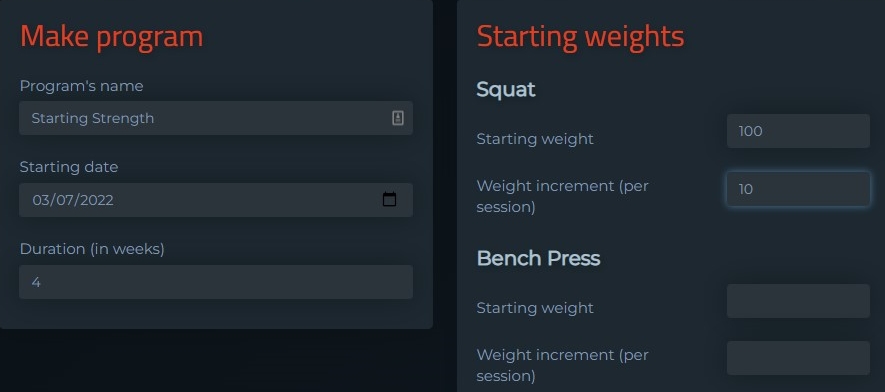 Make program
Program's name
Starting Strength
Starting date
03/07/2022
Duration (in weeks)
4
Starting weights
Squat
Starting weight
100
Weight increment (per
session)
10
Bench Press
Starting weight
Weight increment (per
session)